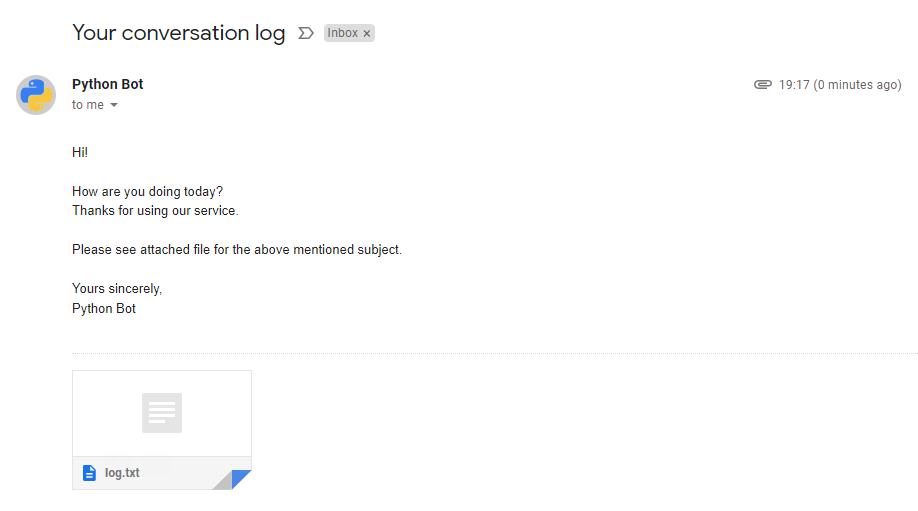 Your conversation log
Inbox ×
Python Bot
19:17 (0 minutes ago)
to me
Hi!
How are you doing today?
Thanks for using our service.
Please see attached file for the above mentioned subject.
Yours sincerely,
Python Bot
log.txt